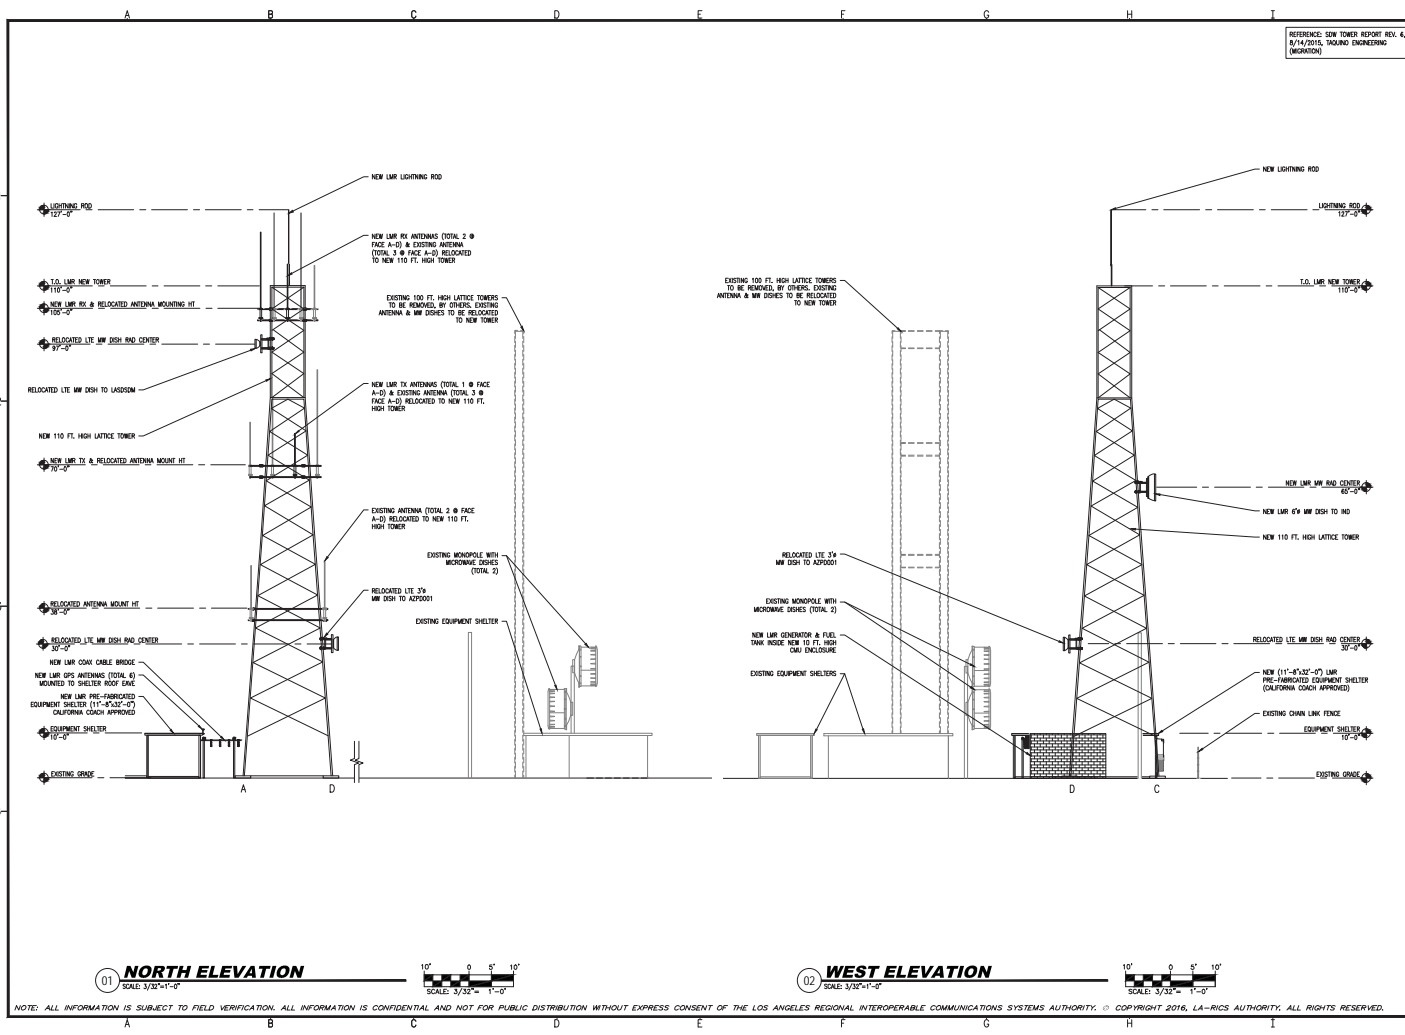 A B C D E F G H I
REFERENCE: SDW TOWER REPORT REV. 6,
8/14/2015, TAQUINO ENGINEERING
(MIGRATION)
NEW LMR LIGHTNING ROD
LIGHTNING ROD
127'-0"
NEW LMR RX ANTENNAS (TOTAL 2 @
FACE A-D) & EXISTING ANTENNA
(TOTAL 3 @ FACE A-D) RELOCATED
TO NEW 110 FT. HIGH TOWER
T.O. LMR NEW TOWER
110'-0"
NEW LMR RX & RELOCATED ANTENNA MOUNTING HT
105'-0"
EXISTING 100 FT. HIGH LATTICE TOWERS
TO BE REMOVED, BY OTHERS. EXISTING
ANTENNA & MW DISHES TO BE RELOCATED
TO NEW TOWER
RELOCATED LTE MW DISH RAD CENTER
97'-0"
RELOCATED LTE MW DISH TO LASDSDM
NEW LMR TX ANTENNAS (TOTAL 1 @ FACE
A-D) & EXISTING ANTENNA (TOTAL 3 @
FACE A-D) RELOCATED TO NEW 110 FT.
HIGH TOWER
NEW 110 FT. HIGH LATTICE TOWER
NEW LMR TX & RELOCATED ANTENNA MOUNT HT
70'-0"
EXISTING ANTENNA (TOTAL 2 @ FACE
A-D) RELOCATED TO NEW 110 FT.
HIGH TOWER
EXISTING MONOPOLE WITH
MICROWAVE DISHES
(TOTAL 2)
RELOCATED LTE 3'ø
MW DISH TO AZPD001
RELOCATED ANTENNA MOUNT HT
38'-0"
EXISTING EQUIPMENT SHELTER
RELOCATED LTE MW DISH RAD CENTER
30'-0"
NEW LMR COAX CABLE BRIDGE
NEW LMR GPS ANTENNAS (TOTAL 6)
MOUNTED TO SHELTER ROOF EAVE
NEW LMR PRE-FABRICATED
EQUIPMENT SHELTER (11'-8"x32'-0")
CALIFORNIA COACH APPROVED
EQUIPMENT SHELTER
10'-0"
EXISTING GRADE
A D
NEW LIGHTNING ROD
LIGHTNING ROD
127'-0"
EXISTING 100 FT. HIGH LATTICE TOWERS
TO BE REMOVED, BY OTHERS. EXISTING
ANTENNA & MW DISHES TO BE RELOCATED
TO NEW TOWER
T.O. LMR NEW TOWER
110'-0"
NEW LMR MW RAD CENTER
65'-0"
NEW LMR 6'ø MW DISH TO IND
NEW 110 FT. HIGH LATTICE TOWER
RELOCATED LTE 3'ø
MW DISH TO AZPD001
EXISTING MONOPOLE WITH
MICROWAVE DISHES (TOTAL 2)
NEW LMR GENERATOR & FUEL
TANK INSIDE NEW 10 FT. HIGH
CMU ENCLOSURE
RELOCATED LTE MW DISH RAD CENTER
30'-0"
EXISTING EQUIPMENT SHELTERS
NEW (11'-8"x32'-0") LMR
PRE-FABRICATED EQUIPMENT SHELTER
(CALIFORNIA COACH APPROVED)
EXISTING CHAIN LINK FENCE
EQUIPMENT SHELTER
10'-0"
EXISTING GRADE
D C
01 NORTH ELEVATION
SCALE: 3/32"=1'-0"
10' 0 5' 10'
SCALE: 3/32"= 1'-0"
02 WEST ELEVATION
SCALE: 3/32"=1'-0"
10' 0 5' 10'
SCALE: 3/32"= 1'-0"
NOTE: ALL INFORMATION IS SUBJECT TO FIELD VERIFICATION. ALL INFORMATION IS CONFIDENTIAL AND NOT FOR PUBLIC DISTRIBUTION WITHOUT EXPRESS CONSENT OF THE LOS ANGELES REGIONAL INTEROPERABLE COMMUNICATIONS SYSTEMS AUTHORITY. © COPYRIGHT 2016, LA-RICS AUTHORITY. ALL RIGHTS RESERVED.
A B C D E F G H I